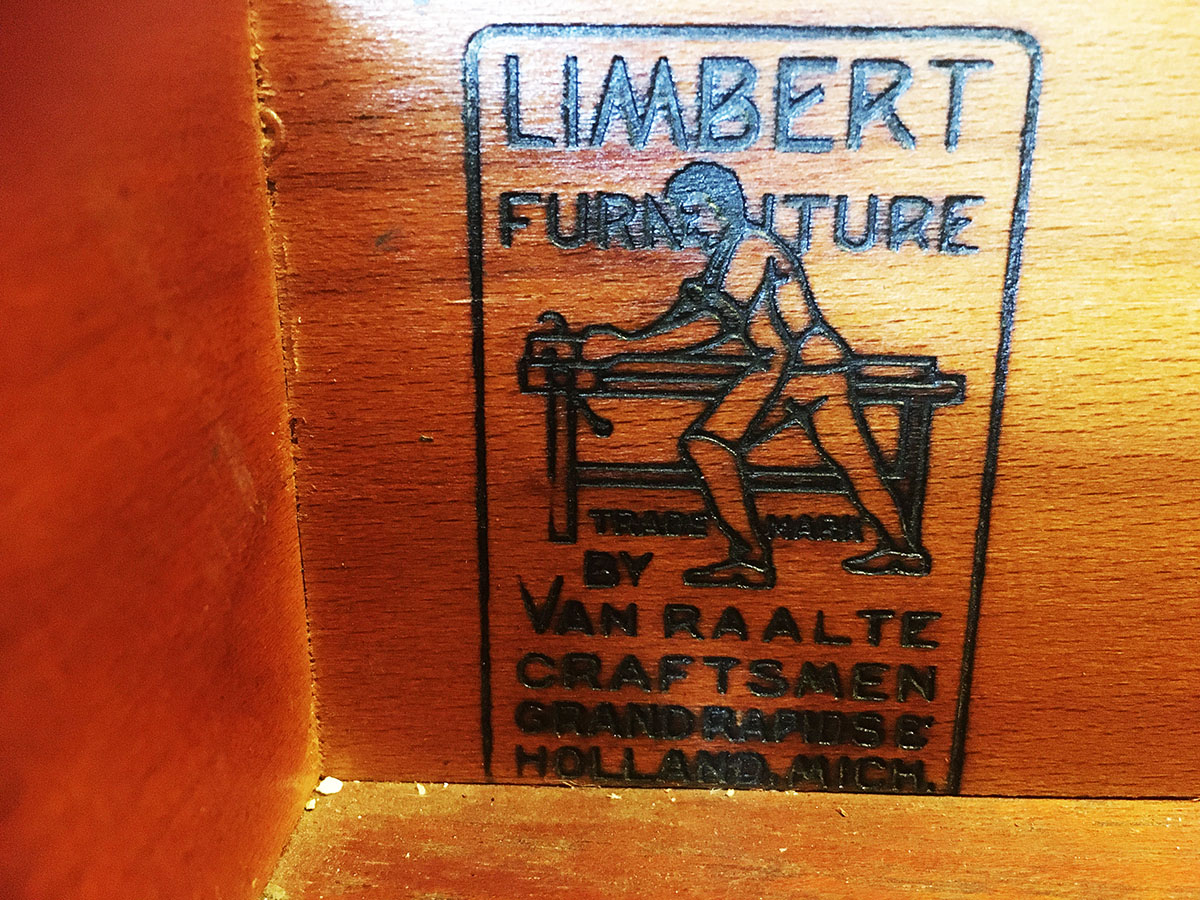 LIMBERT
FURNITURE
TRADE MARK
BY
VAN RAALTE
CRAFTSMEN
GRAND RAPIDS &
HOLLAND, MICH.